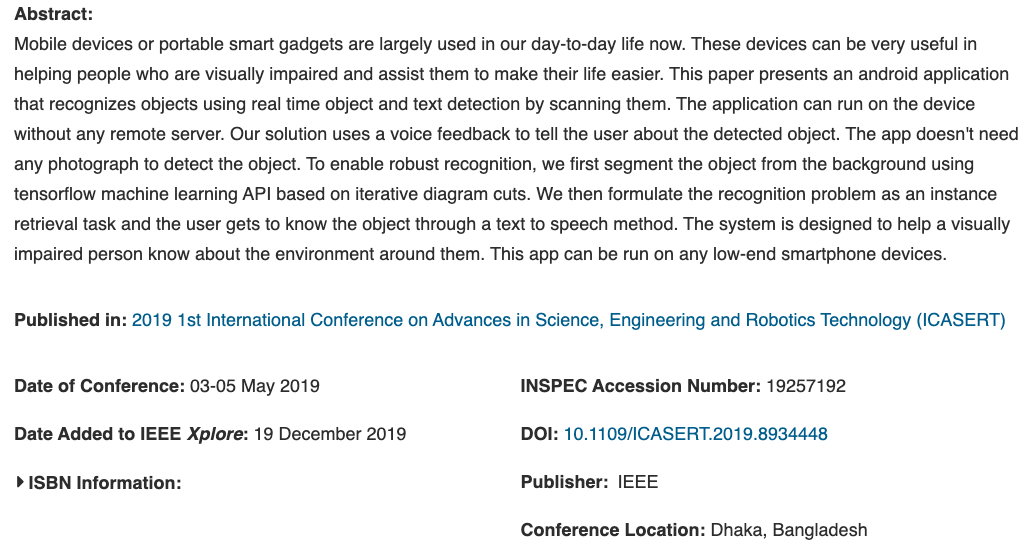 Abstract:
Mobile devices or portable smart gadgets are largely used in our day-to-day life now. These devices can be very useful in
helping people who are visually impaired and assist them to make their life easier. This paper presents an android application
that recognizes objects using real time object and text detection by scanning them. The application can run on the device
without any remote server. Our solution uses a voice feedback to tell the user about the detected object. The app doesn't need
any photograph to detect the object. To enable robust recognition, we first segment the object from the background using
tensorflow machine learning API based on iterative diagram cuts. We then formulate the recognition problem as an instance
retrieval task and the user gets to know the object through a text to speech method. The system is designed to help a visually
impaired person know about the environment around them. This app can be run on any low-end smartphone devices.
Published in: 2019 1st International Conference on Advances in Science, Engineering and Robotics Technology (ICASERT)
Date of Conference: 03-05 May 2019
Date Added to IEEE Xplore: 19 December 2019
ISBN Information:
INSPEC Accession Number: 19257192
DOI: 10.1109/ICASERT.2019.8934448
Publisher: IEEE
Conference Location: Dhaka, Bangladesh